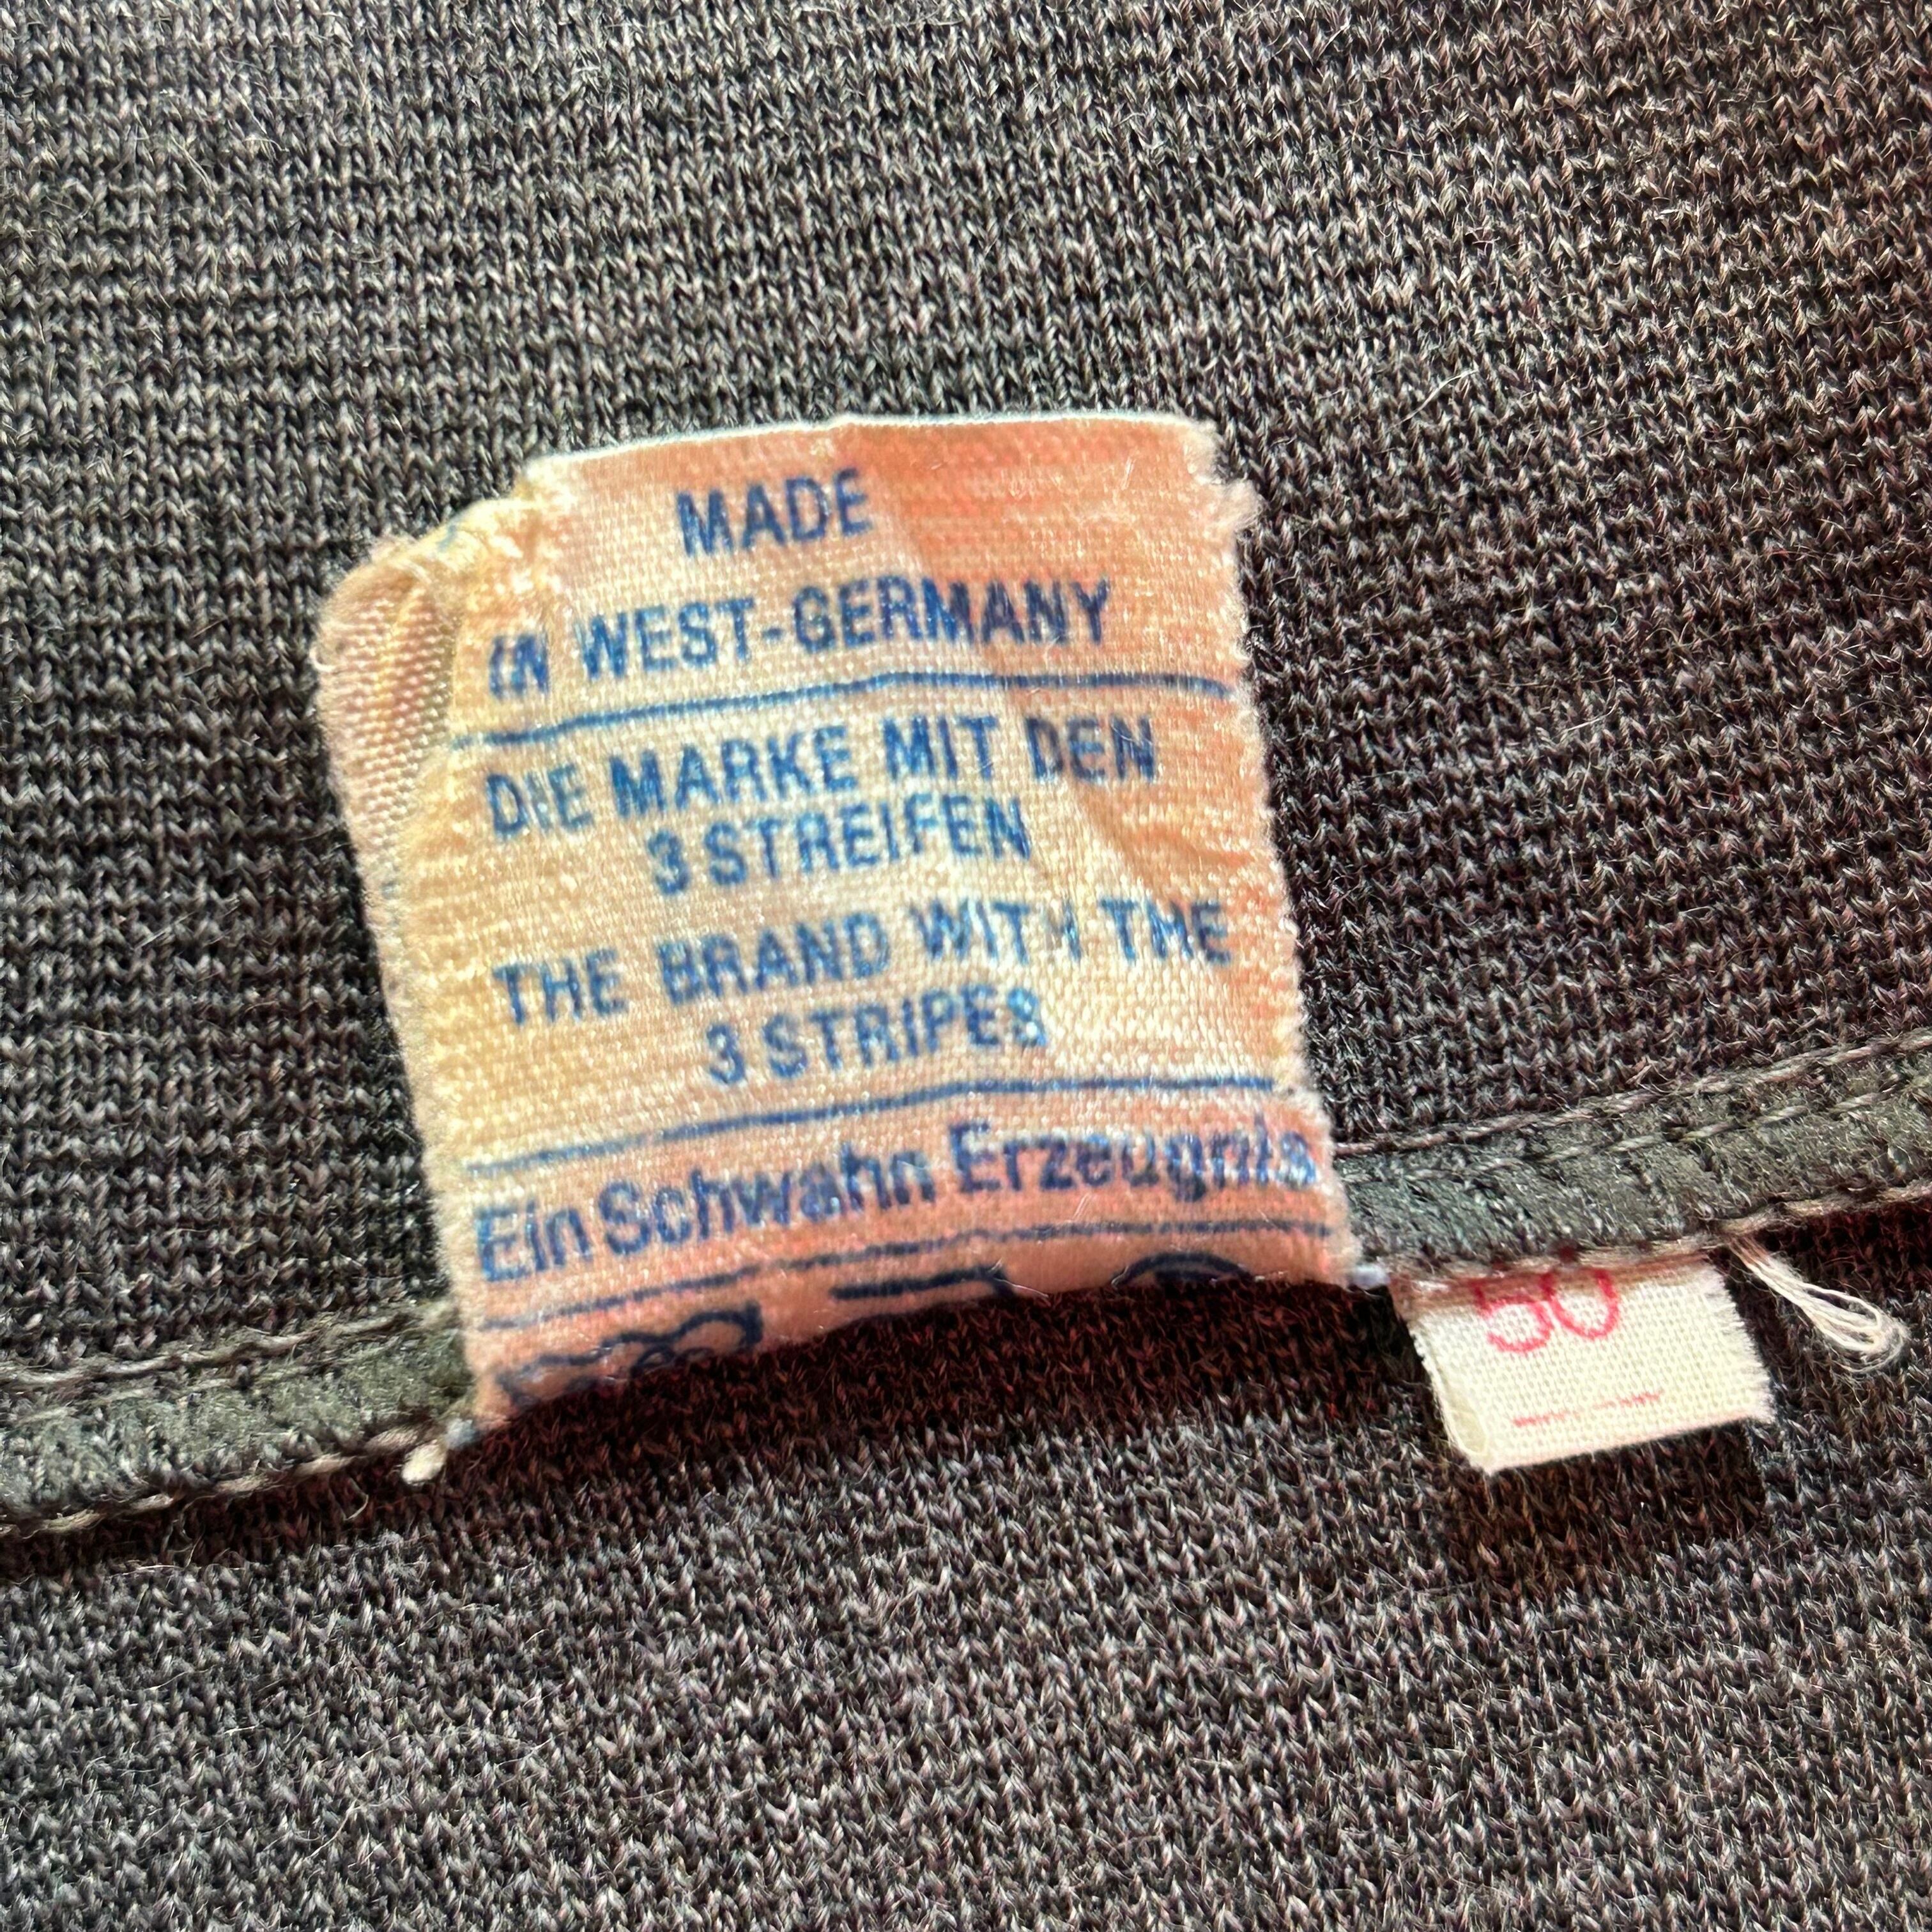 MADE
IN WEST-GERMANY
DIE MARKE MIT DEN
3 STREIFEN
THE BRAND WITH THE
3 STRIPES
Ein Schwahn Erzeugnis
50